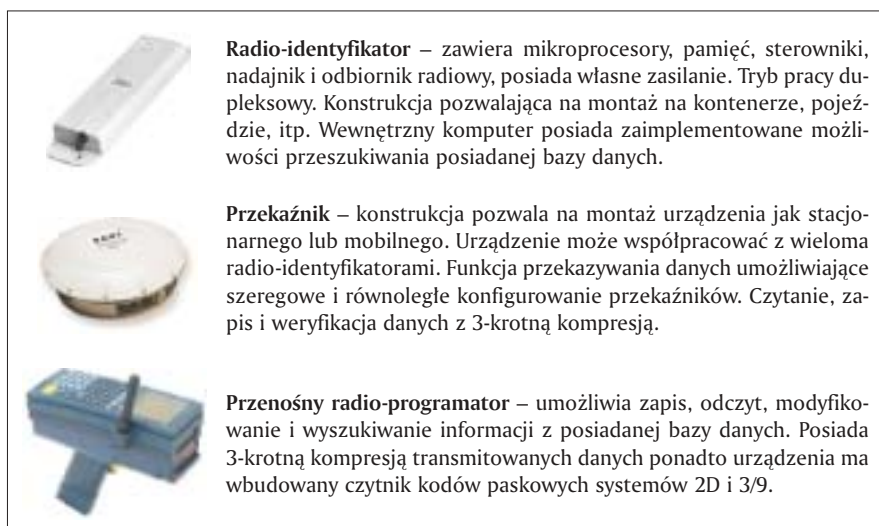 Radio-identyfikator – zawiera mikroprocesory, pamięć, sterowniki,
nadajnik i odbiornik radiowy, posiada własne zasilanie. Tryb pracy du-
pleksowy. Konstrukcja pozwalająca na montaż na kontenerze, pojeź-
dzie, itp. Wewnętrzny komputer posiada zaimplementowane możli-
wości przeszukiwania posiadanej bazy danych.
Przekaźnik – konstrukcja pozwala na montaż urządzenia jak stacjo-
narnego lub mobilnego. Urządzenie może współpracować z wieloma
radio-identyfikatorami. Funkcja przekazywania danych umożliwiające
szeregowe i równoległe konfigurowanie przekaźników. Czytanie, za-
pis i weryfikacja danych z 3-krotną kompresją.
Przenośny radio-programator – umożliwia zapis, odczyt, modyfiko-
wanie i wyszukiwanie informacji z posiadanej bazy danych. Posiada
3-krotną kompresją transmitowanych danych ponadto urządzenia ma
wbudowany czytnik kodów paskowych systemów 2D i 3/9.